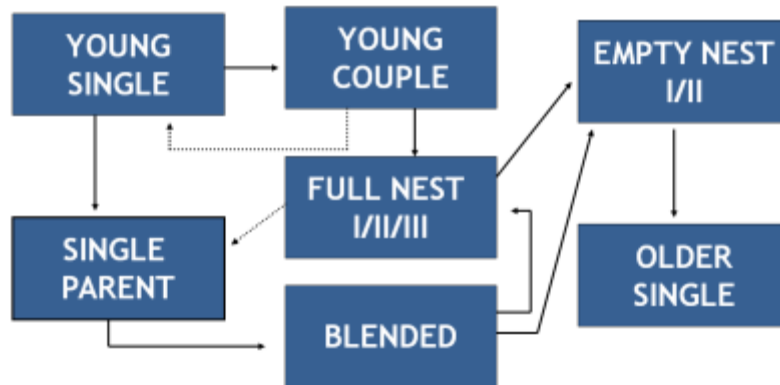 YOUNG
SINGLE
YOUNG
COUPLE
EMPTY NEST
I/II
FULL NEST
I/II/III
SINGLE
PARENT
OLDER
SINGLE
BLENDED